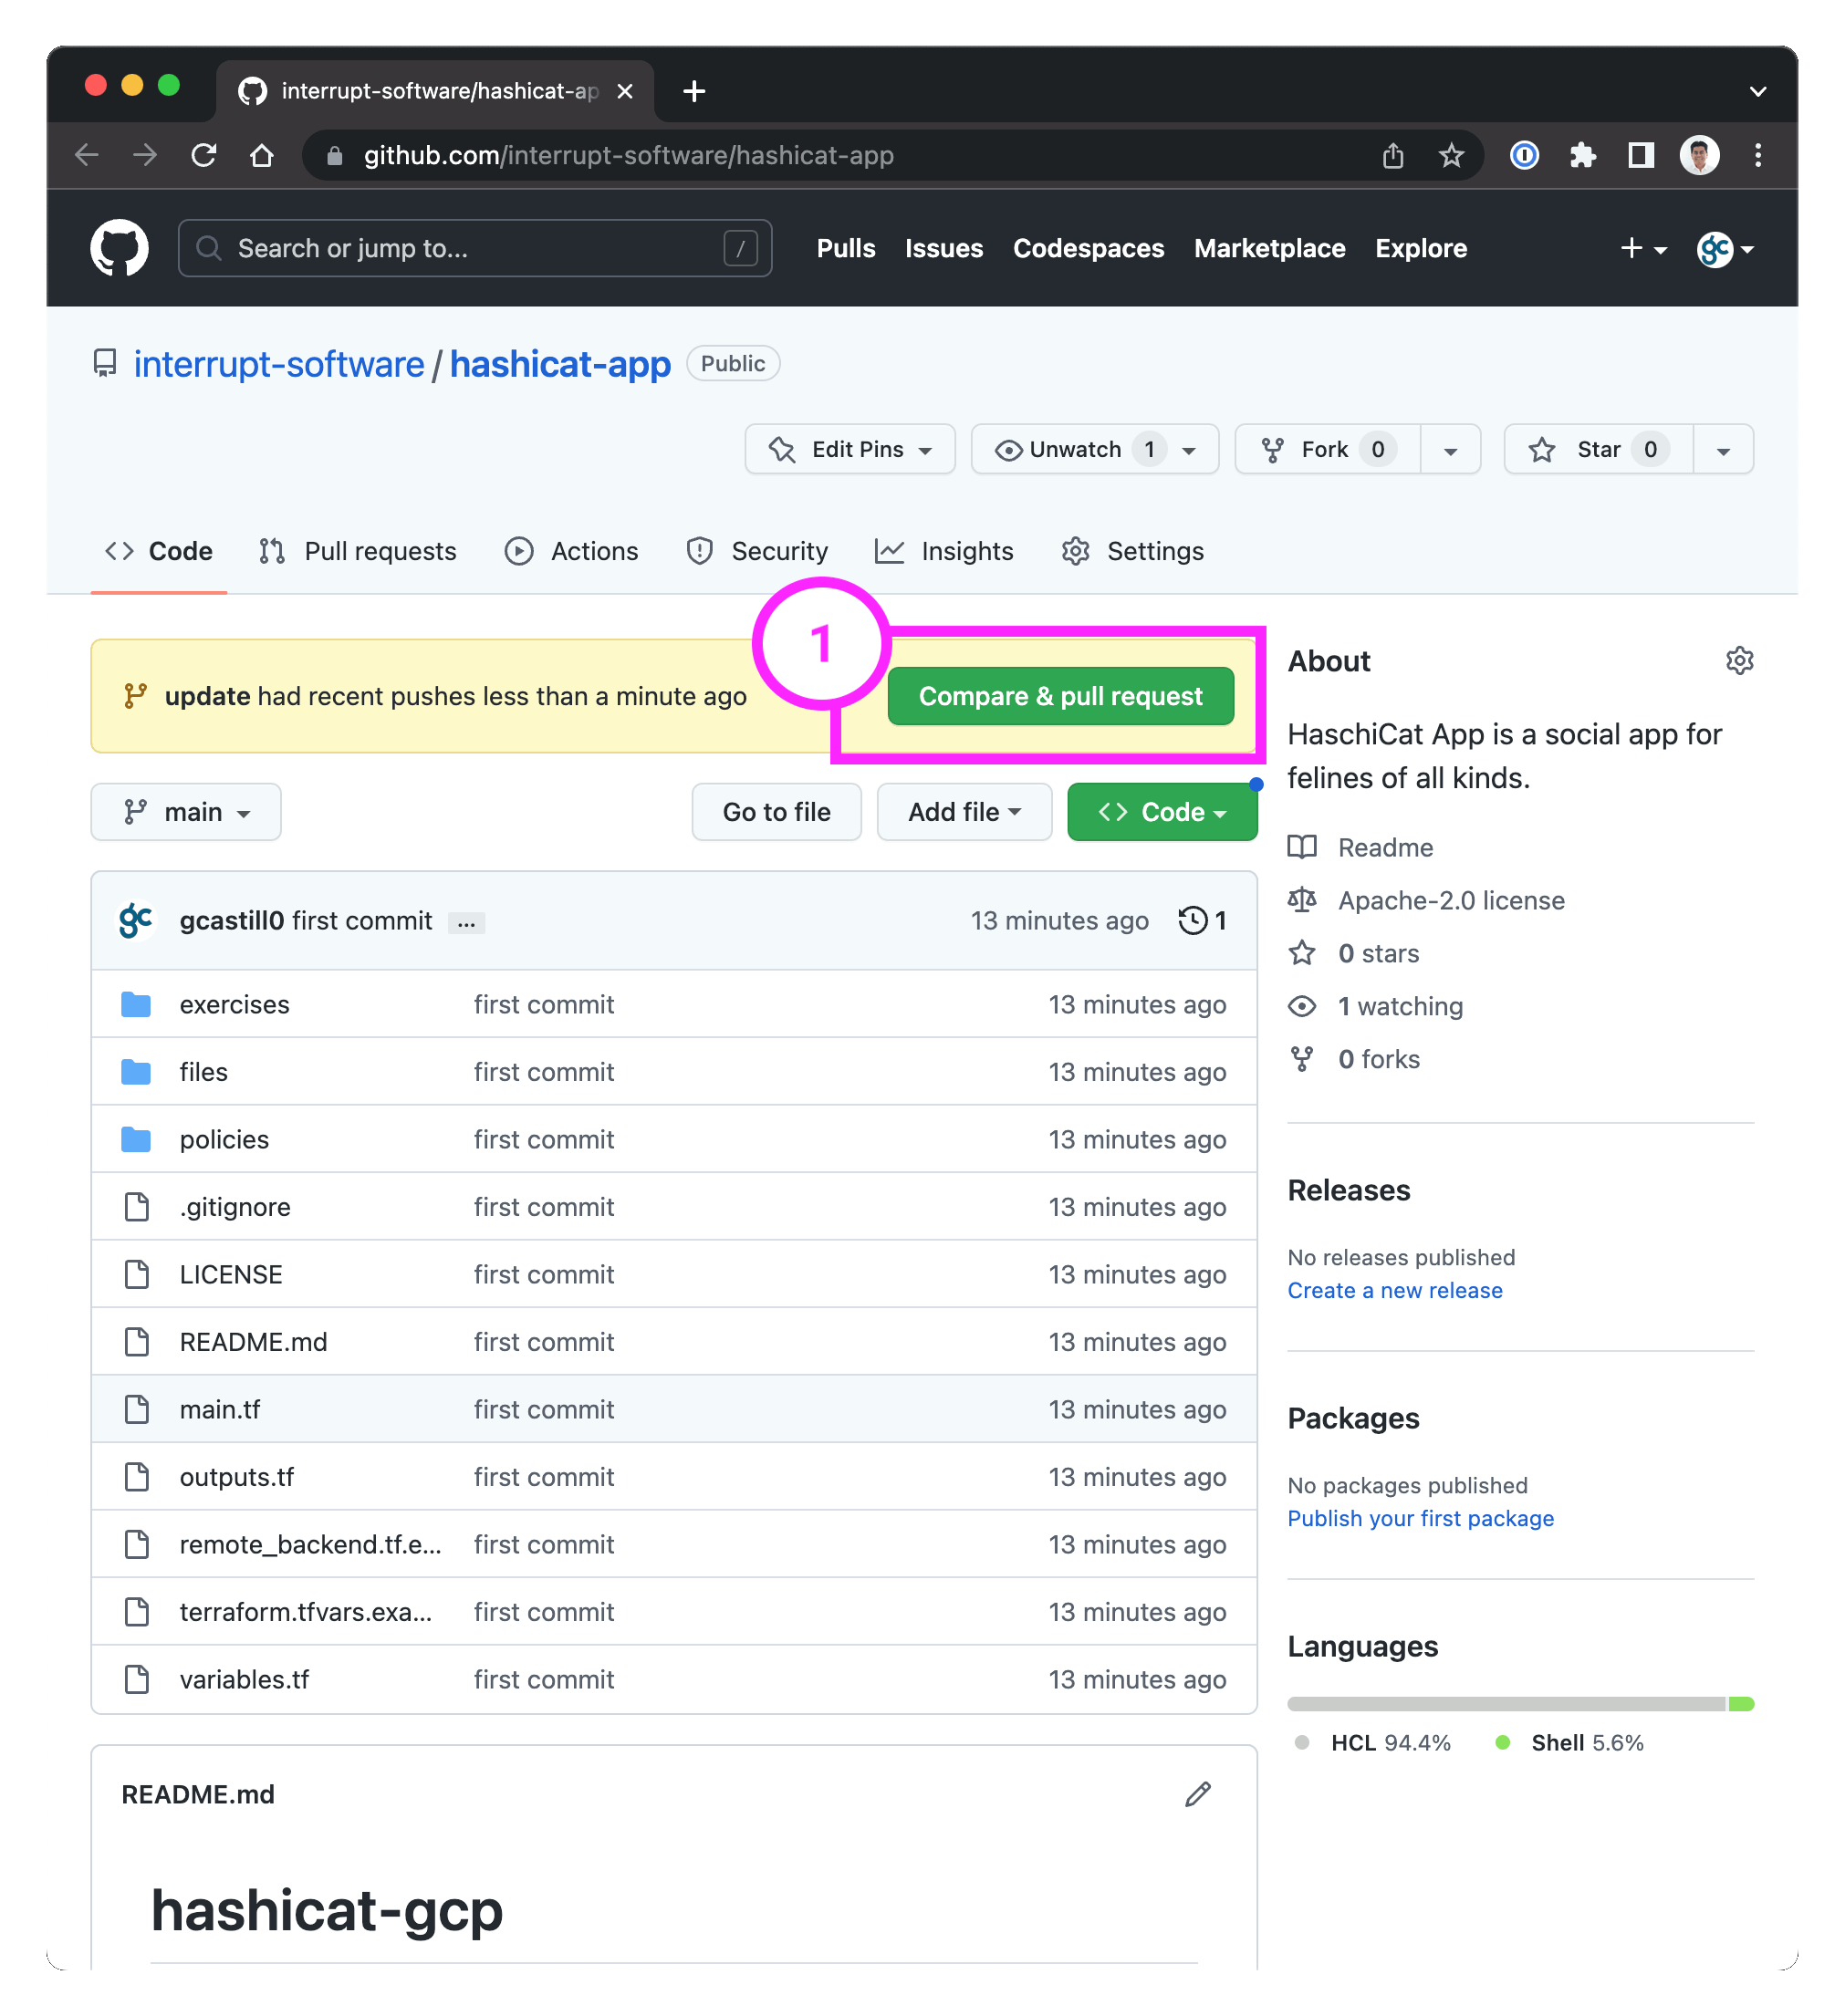 interrupt-software/hashicat-ap
github.com/interrupt-software/hashicat-app
Search or jump to...
/
Pulls Issues Codespaces Marketplace Explore
gc
interrupt-software / hashicat-app Public
Edit Pins Unwatch 1 Fork 0 Star 0
Code Pull requests Actions Security Insights Settings
1
update had recent pushes less than a minute ago Compare & pull request
main Go to file Add file Code
gc gcastill0 first commit ... 13 minutes ago 1
exercises first commit 13 minutes ago
files first commit 13 minutes ago
policies first commit 13 minutes ago
.gitignore first commit 13 minutes ago
LICENSE first commit 13 minutes ago
README.md first commit 13 minutes ago
main.tf first commit 13 minutes ago
outputs.tf first commit 13 minutes ago
remote_backend.tf.e... first commit 13 minutes ago
terraform.tfvars.exa... first commit 13 minutes ago
variables.tf first commit 13 minutes ago
README.md
hashicat-gcp
About
HaschiCat App is a social app for
felines of all kinds.
Readme
Apache-2.0 license
0 stars
1 watching
0 forks
Releases
No releases published
Create a new release
Packages
No packages published
Publish your first package
Languages
HCL 94.4% Shell 5.6%